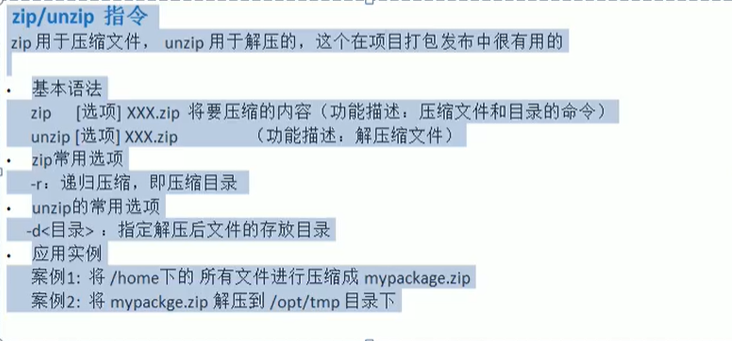 zip/unzip 指令
zip 用于压缩文件， unzip 用于解压的，这个在项目打包发布中很有用的
• 基本语法
zip [选项] XXX.zip 将要压缩的内容（功能描述：压缩文件和目录的命令）
unzip [选项] XXX.zip （功能描述：解压缩文件）
• zip常用选项
-r：递归压缩，即压缩目录
• unzip的常用选项
-d<目录> ：指定解压后文件的存放目录
• 应用实例
案例1: 将 /home下的 所有文件进行压缩成 mypackage.zip
案例2: 将 mypackge.zip 解压到 /opt/tmp 目录下